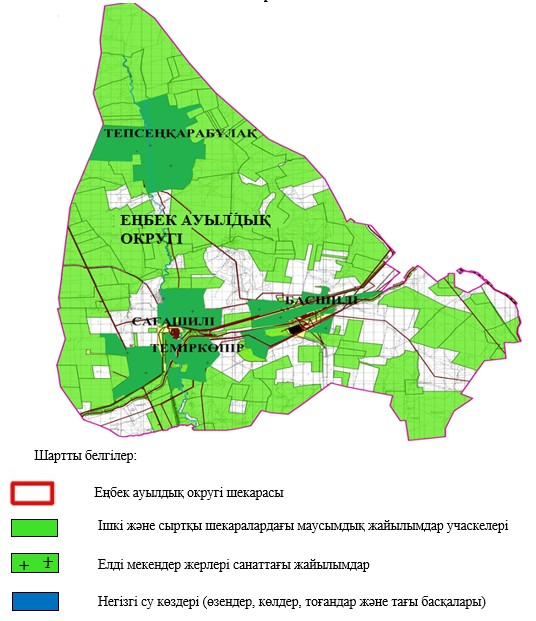 ТЕПСЕҢҚАРАБҰЛАҚ
ЕҢБЕК АУЫЛДЫҚ
ОКРУГІ
БАСШИЛІ
САҒАШИЛІ
ТЕМІРКӨПІР
Шартты белгілер:
Еңбек ауылдық округі шекарасы
Ішкі және сыртқы шекаралардағы маусымдық жайылымдар учаскелері
Елді мекендер жерлері санаттағы жайылымдар
Негізгі су көздері (өзендер, көлдер, тоғандар және тағы басқалары)